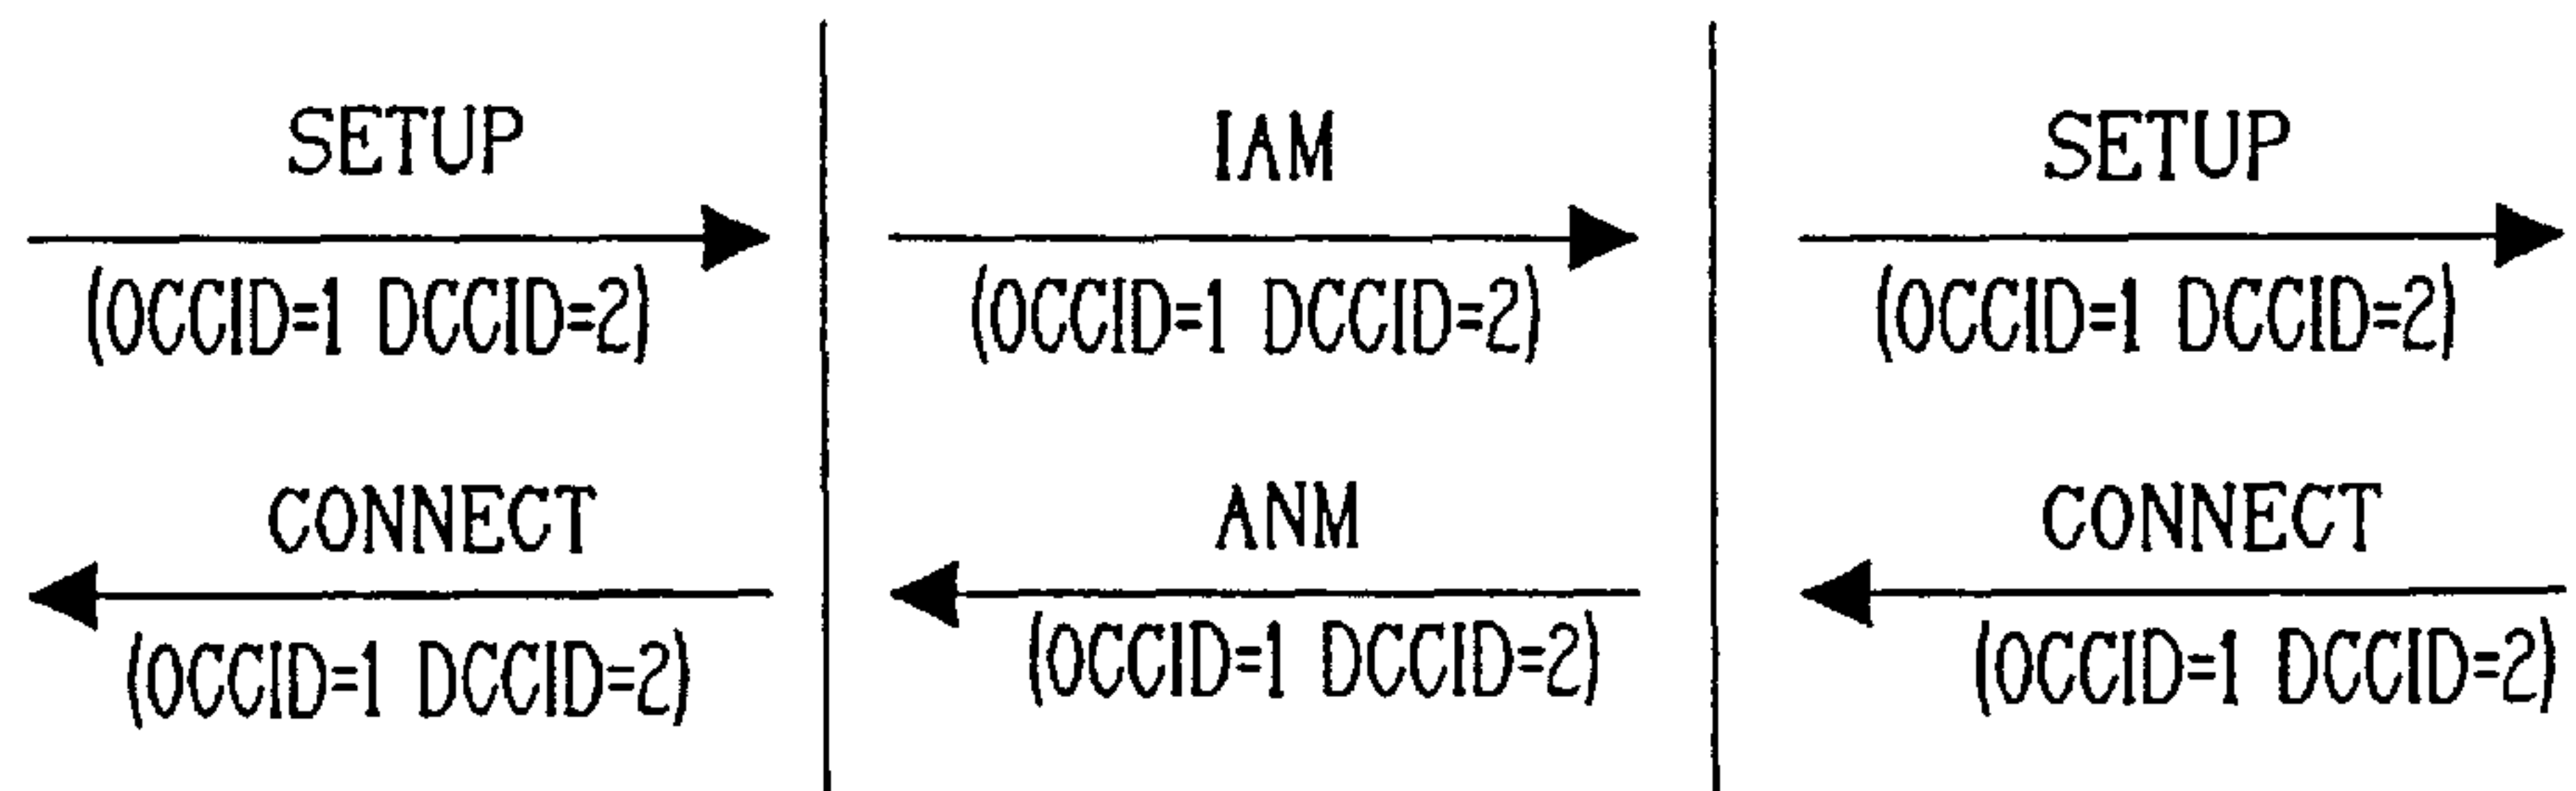 SETUP
IAM
SETUP
(OCCID=1 DCCID=2)
(OCCID=1 DCCID=2)
(OCCID=1 DCCID=2)
CONNECT
ANM
CONNECT
(OCCID=1 DCCID=2)
(OCCID=1 DCCID=2)
(OCCID=1 DCCID=2)